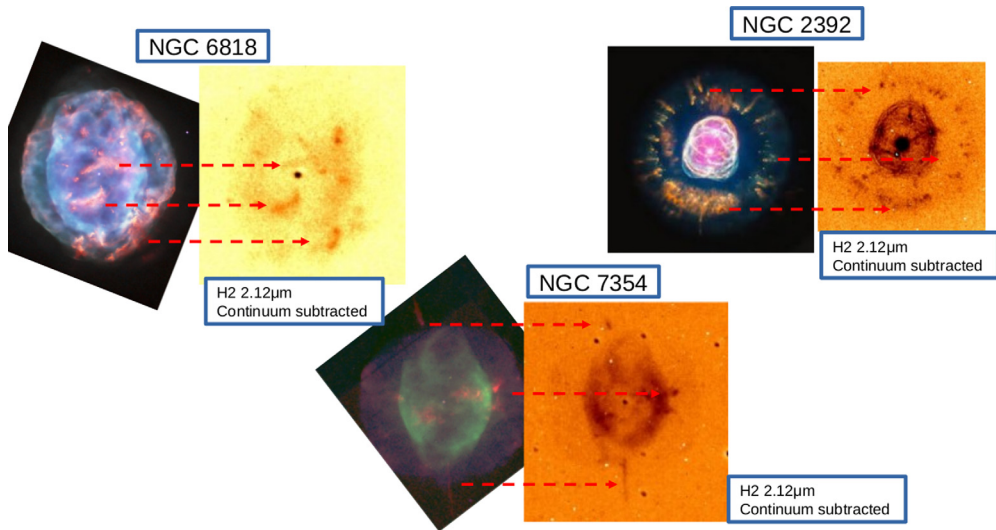 NGC 6818
H2 2.12μm
Continuum subtracted
NGC 2392
H2 2.12μm
Continuum subtracted
NGC 7354
H2 2.12μm
Continuum subtracted